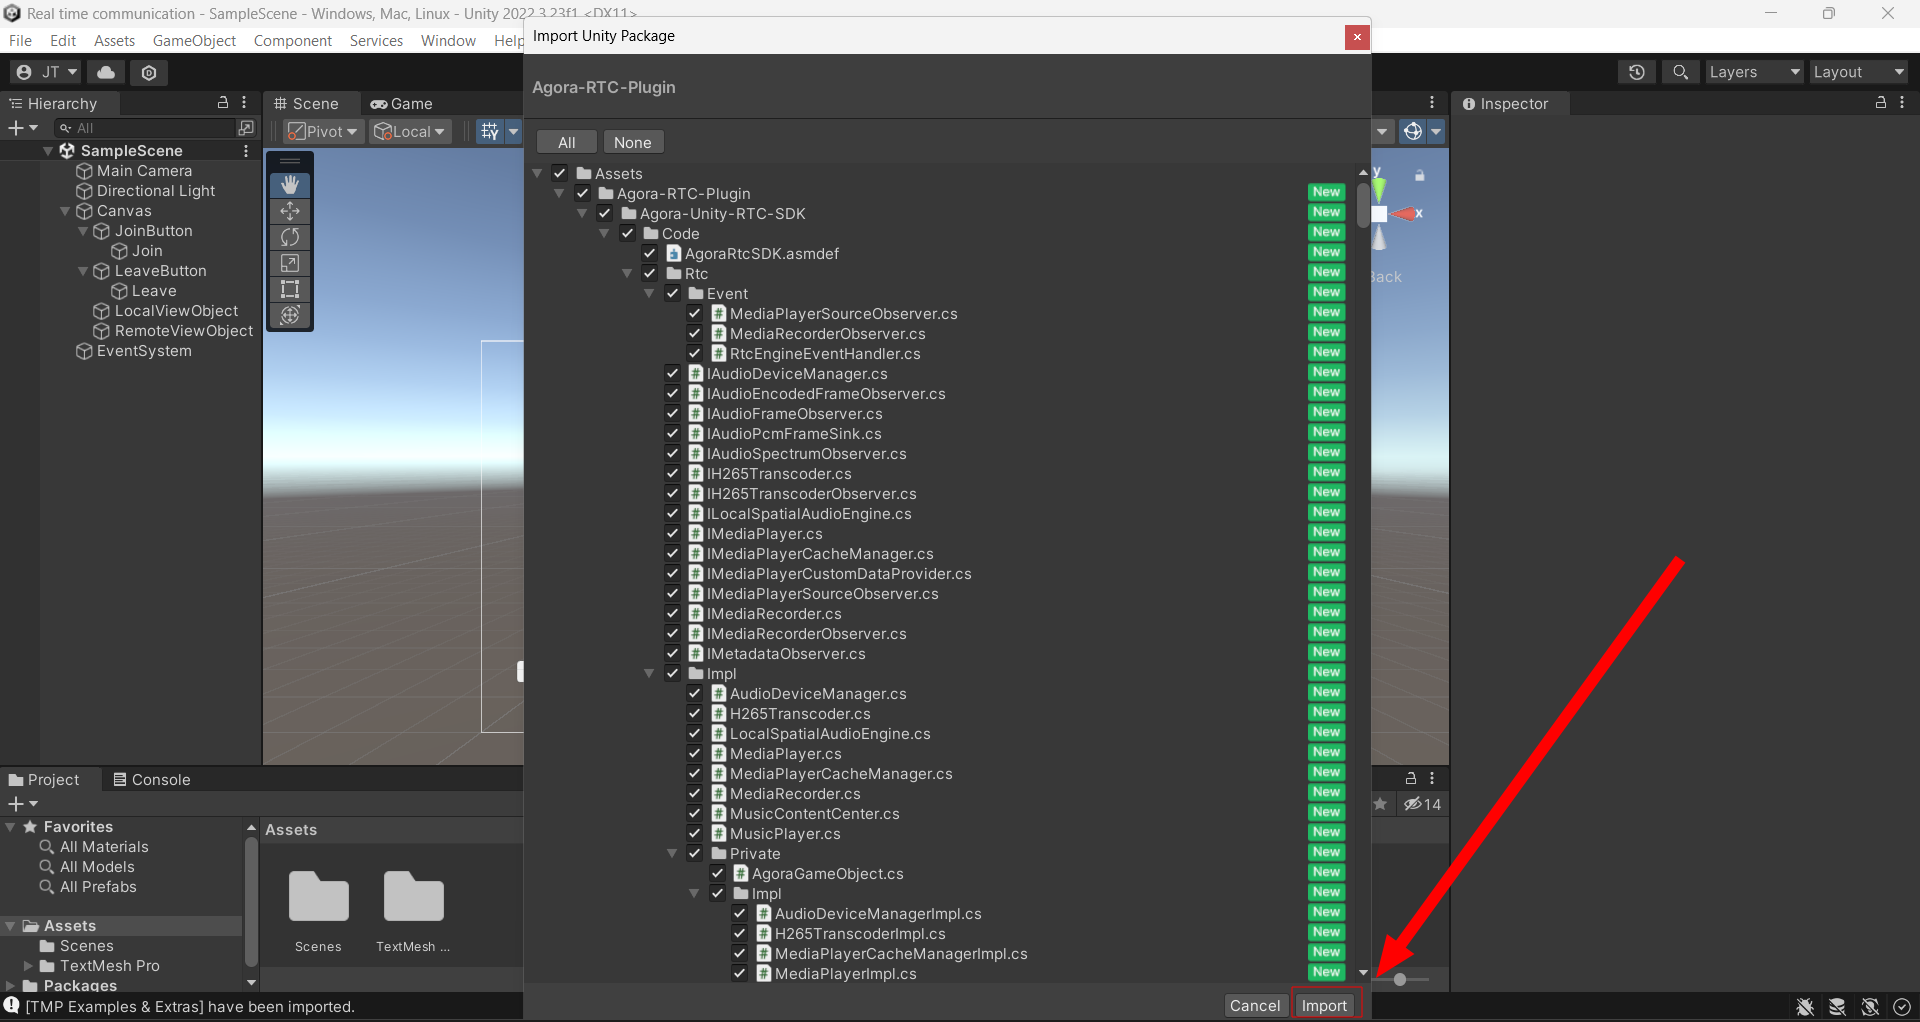 Real time communication - SampleScene - Windows, Mac, Linux - Unity 2022.3.23f1 <DX11>
File Edit Assets GameObject Component Services Window Help
Import Unity Package
JT
Layers
Layout
Agora-RTC-Plugin
Hierarchy
Scene
Game
Inspector
All
Pivot
Local
All
None
SampleScene
Main Camera
Directional Light
Canvas
JoinButton
Join
LeaveButton
Leave
LocalViewObject
RemoteViewObject
EventSystem
y
x
Back
Assets
Agora-RTC-Plugin New
Agora-Unity-RTC-SDK New
Code New
AgoraRtcSDK.asmdef New
Rtc New
Event New
MediaPlayerSourceObserver.cs New
MediaRecorderObserver.cs New
RtcEngineEventHandler.cs New
IAudioDeviceManager.cs New
IAudioEncodedFrameObserver.cs New
IAudioFrameObserver.cs New
IAudioPcmFrameSink.cs New
IAudioSpectrumObserver.cs New
IH265Transcoder.cs New
IH265TranscoderObserver.cs New
ILocalSpatialAudioEngine.cs New
IMediaPlayer.cs New
IMediaPlayerCacheManager.cs New
IMediaPlayerCustomDataProvider.cs New
IMediaPlayerSourceObserver.cs New
IMediaRecorder.cs New
IMediaRecorderObserver.cs New
IMetadataObserver.cs New
Impl New
AudioDeviceManager.cs New
H265Transcoder.cs New
LocalSpatialAudioEngine.cs New
MediaPlayer.cs New
MediaPlayerCacheManager.cs New
MediaRecorder.cs New
MusicContentCenter.cs New
MusicPlayer.cs New
Private New
AgoraGameObject.cs New
Impl New
AudioDeviceManagerImpl.cs New
H265TranscoderImpl.cs New
MediaPlayerCacheManagerImpl.cs New
MediaPlayerImpl.cs New
Project
Console
14
Favorites
All Materials
All Models
All Prefabs
Assets
Scenes
TextMesh Pro
Packages
Assets
Scenes
TextMesh ...
[TMP Examples & Extras] have been imported.
Cancel
Import